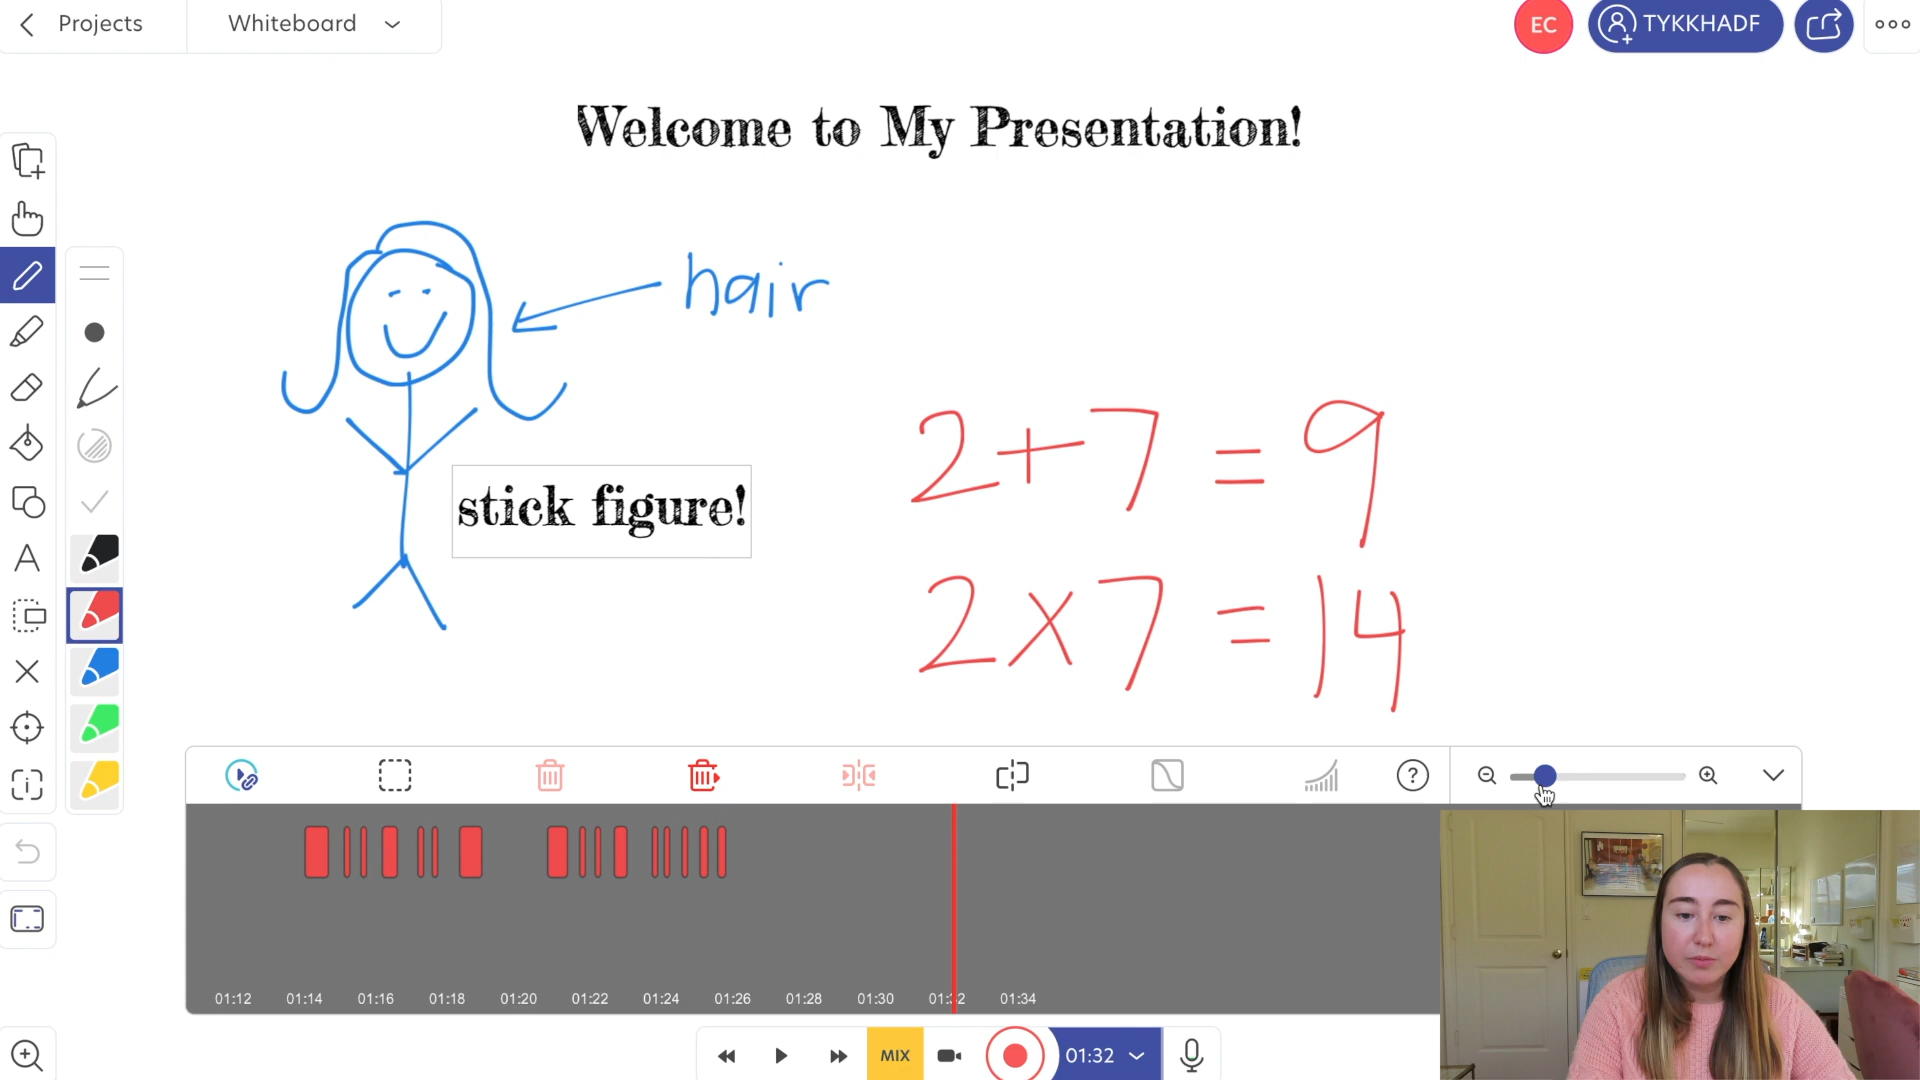 Projects
Whiteboard
EC
TYKKHADF
Welcome to My Presentation!
hair
stick figure!
2+7 = 9
2x7 = 14
A
?
01:12 01:14 01:16 01:18 01:20 01:22 01:24 01:26 01:28 01:30 01:32 01:34
MIX
01:32